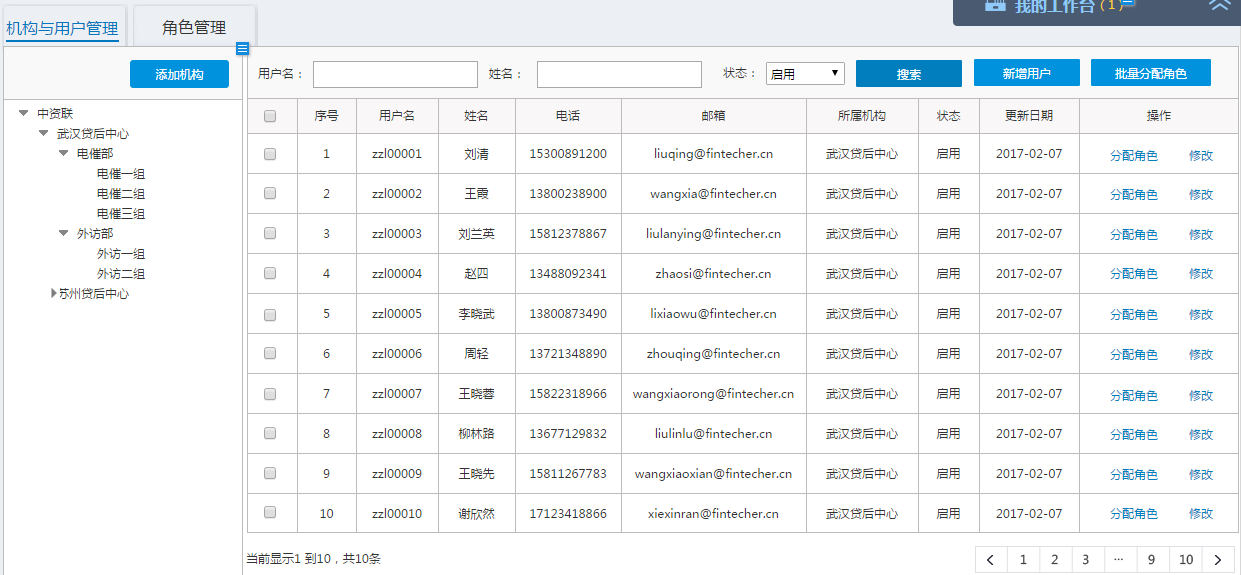 机构与用户管理 角色管理 我的工作台 (1)
添加机构 用户名： 姓名： 状态： 启用 搜索 新增用户 批量分配角色
中资联
武汉贷后中心
电催部
电催一组
电催二组
电催三组
外访部
外访一组
外访二组
苏州贷后中心
序号 用户名 姓名 电话 邮箱 所属机构 状态 更新日期 操作
1 zzl00001 刘清 15300891200 liuqing@fintecher.cn 武汉贷后中心 启用 2017-02-07 分配角色 修改
2 zzl00002 王霞 13800238900 wangxia@fintecher.cn 武汉贷后中心 启用 2017-02-07 分配角色 修改
3 zzl00003 刘兰英 15812378867 liulanying@fintecher.cn 武汉贷后中心 启用 2017-02-07 分配角色 修改
4 zzl00004 赵四 13488092341 zhaosi@fintecher.cn 武汉贷后中心 启用 2017-02-07 分配角色 修改
5 zzl00005 李晓武 13800873490 lixiaowu@fintecher.cn 武汉贷后中心 启用 2017-02-07 分配角色 修改
6 zzl00006 周轻 13721348890 zhouqing@fintecher.cn 武汉贷后中心 启用 2017-02-07 分配角色 修改
7 zzl00007 王晓蓉 15822318966 wangxiaorong@fintecher.cn 武汉贷后中心 启用 2017-02-07 分配角色 修改
8 zzl00008 柳林路 13677129832 liulinlu@fintecher.cn 武汉贷后中心 启用 2017-02-07 分配角色 修改
9 zzl00009 王晓先 15811267783 wangxiaoxian@fintecher.cn 武汉贷后中心 启用 2017-02-07 分配角色 修改
10 zzl00010 谢欣然 17123418866 xiexinran@fintecher.cn 武汉贷后中心 启用 2017-02-07 分配角色 修改
当前显示1 到10，共10条 1 2 3 ... 9 10